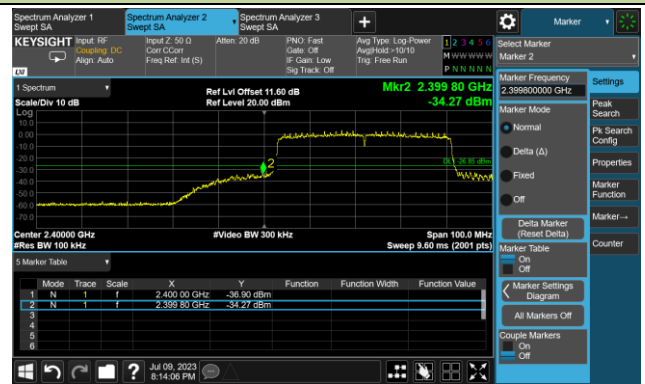 Spectrum Analyzer 1
Swept SA
Spectrum Analyzer 2
Swept SA
Spectrum Analyzer 3
Swept SA
Marker
KEYSIGHT
LXI
Input: RF
Coupling: DC
Align: Auto
Input Z: 50 Ω
Corr CCorr
Freq Ref: Int (S)
Atten: 20 dB
PNO: Fast
Gate: Off
IF Gain: Low
Sig Track: Off
Avg Type: Log-Power
Avg|Hold:>10/10
Trig: Free Run
1 2 3 4 5 6
M W W W W W
P N N N N N
Select Marker
Marker 2
1 Spectrum
Scale/Div 10 dB
Ref Lvl Offset 11.60 dB
Ref Level 20.00 dBm
Mkr2 2.399 80 GHz
-34.27 dBm
Log
10.0
0.00
-10.0
-20.0
-30.0
-40.0
-50.0
-60.0
-70.0
2
DL1 -26.85 dBm
Center 2.40000 GHz
#Res BW 100 kHz
#Video BW 300 kHz
Span 100.0 MHz
Sweep 9.60 ms (2001 pts)
5 Marker Table
Mode Trace Scale X Y Function Function Width Function Value
1 N 1 f 2.400 00 GHz -36.90 dBm
2 N 1 f 2.399 80 GHz -34.27 dBm
3
4
5
6
Jul 09, 2023
8:14:06 PM
Marker Frequency
2.399800000 GHz
Marker Mode
Normal
Delta (Δ)
Fixed
Off
Delta Marker
(Reset Delta)
Marker Table
On
Off
Marker Settings
Diagram
All Markers Off
Couple Markers
On
Off
Settings
Peak
Search
Pk Search
Config
Properties
Marker
Function
Marker→
Counter